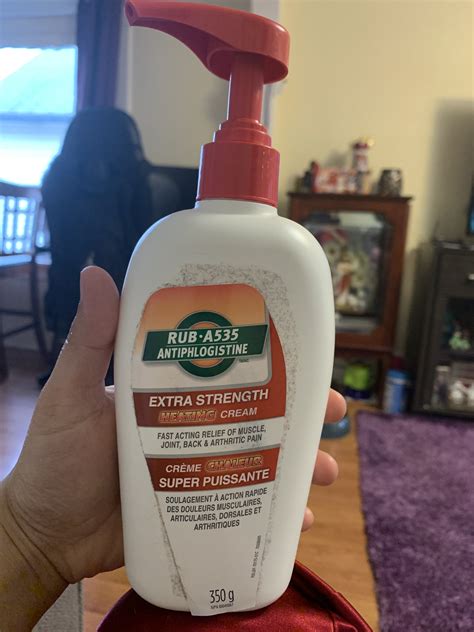 RUB·A535
ANTIPHLOGISTINE
EXTRA STRENGTH
HEATING CREAM
FAST ACTING RELIEF OF MUSCLE,
JOINT, BACK & ARTHRITIC PAIN
CRÈME CHALEUR
SUPER PUISSANTE
SOULAGEMENT À ACTION RAPIDE
DES DOULEURS MUSCULAIRES,
ARTICULAIRES, DORSALES ET
ARTHRITIQUES
350 g